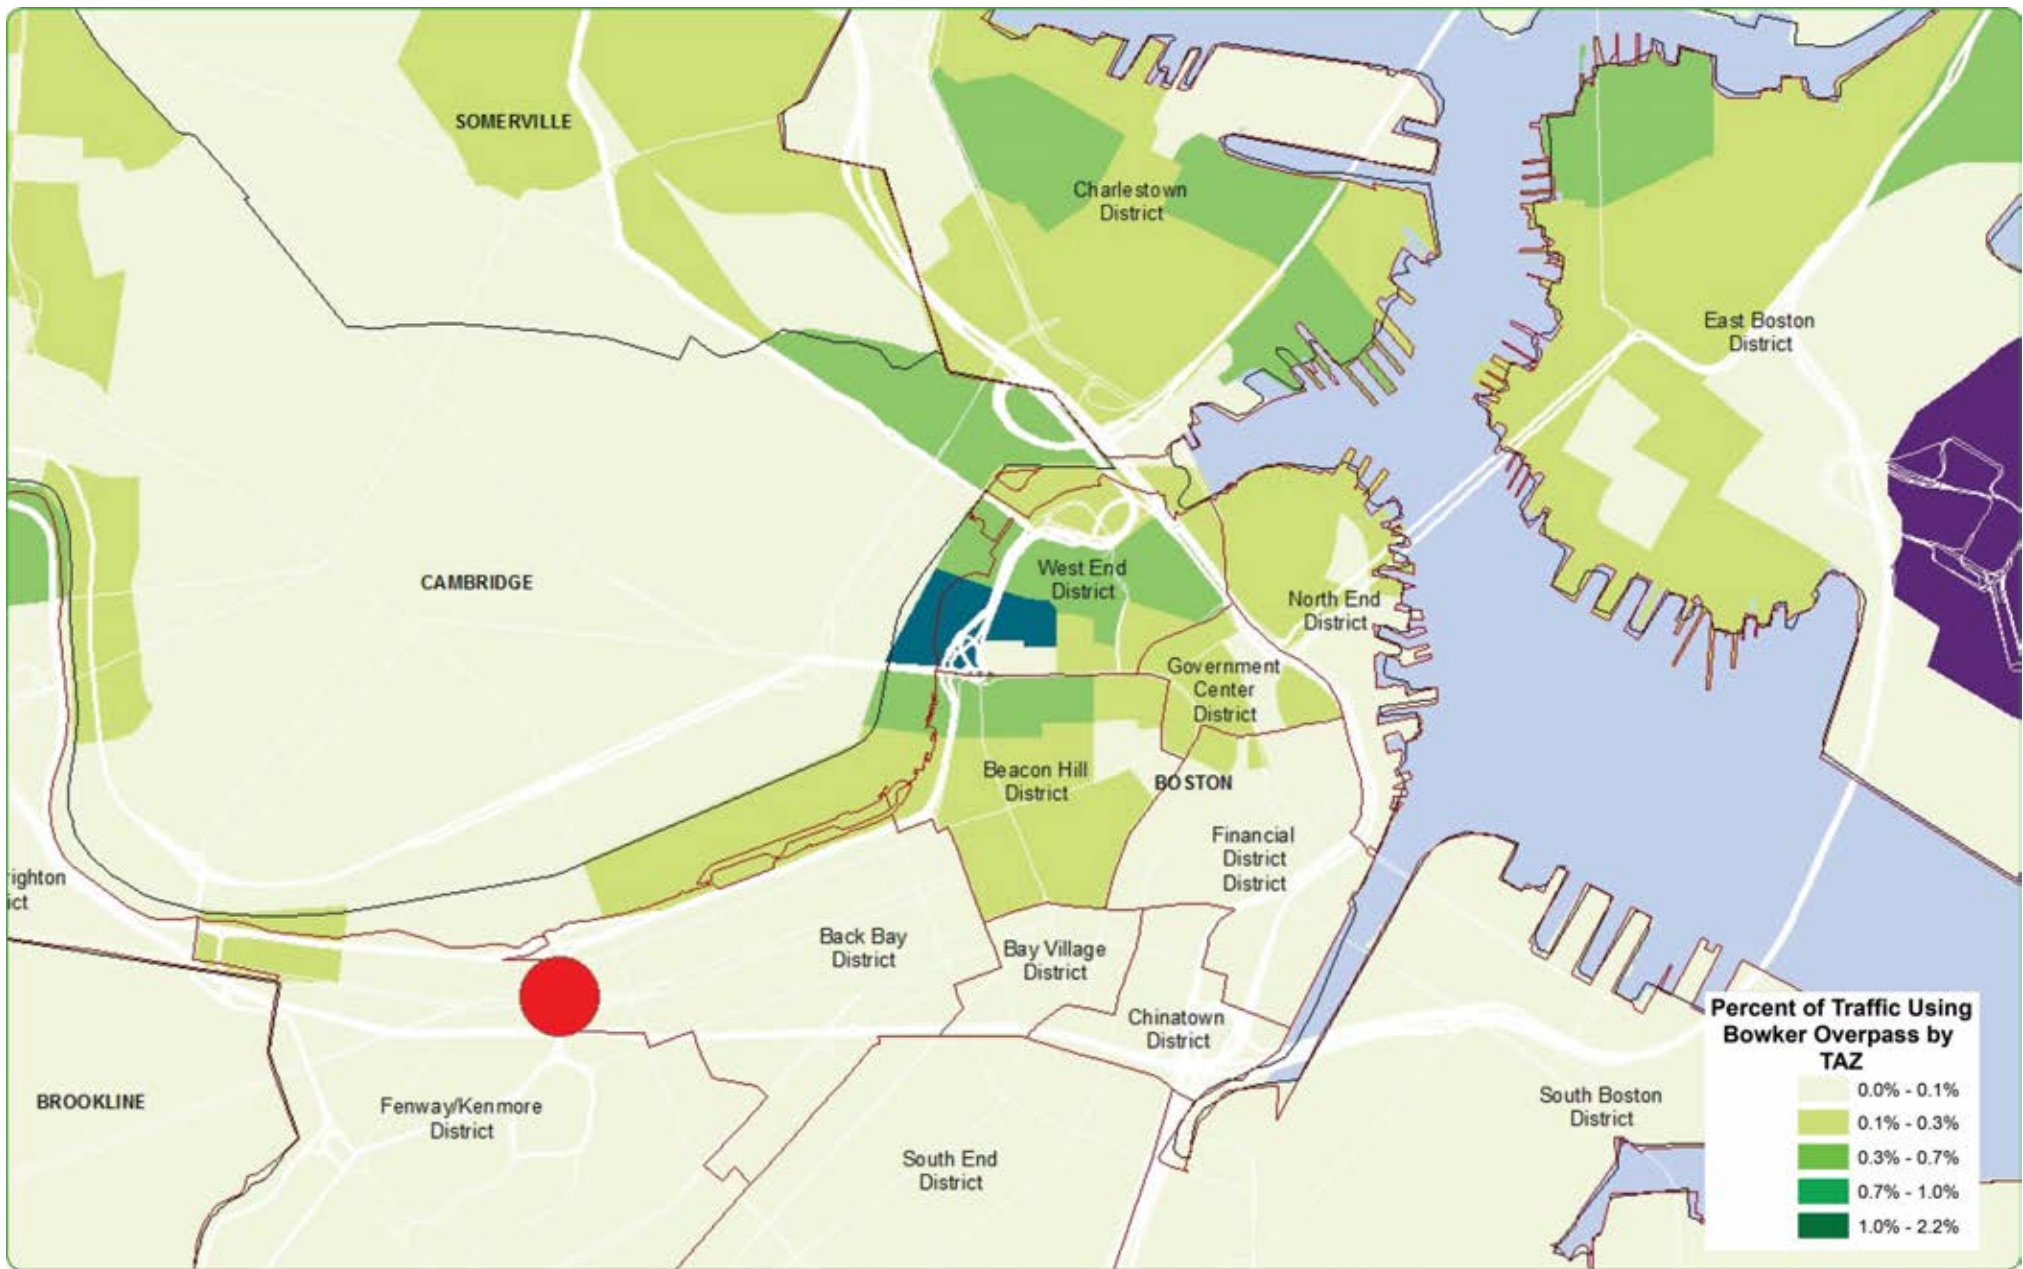 SOMERVILLE
Charlestown
District
East Boston
District
CAMBRIDGE
West End
District
North End
District
Government
Center
District
Beacon Hill
District
BOSTON
Financial
District
District
righton
ict
Back Bay
District
Bay Village
District
Chinatown
District
BROOKLINE
Fenway/Kenmore
District
South End
District
South Boston
District
Percent of Traffic Using
Bowker Overpass by
TAZ
0.0% - 0.1%
0.1% - 0.3%
0.3% - 0.7%
0.7% - 1.0%
1.0% - 2.2%